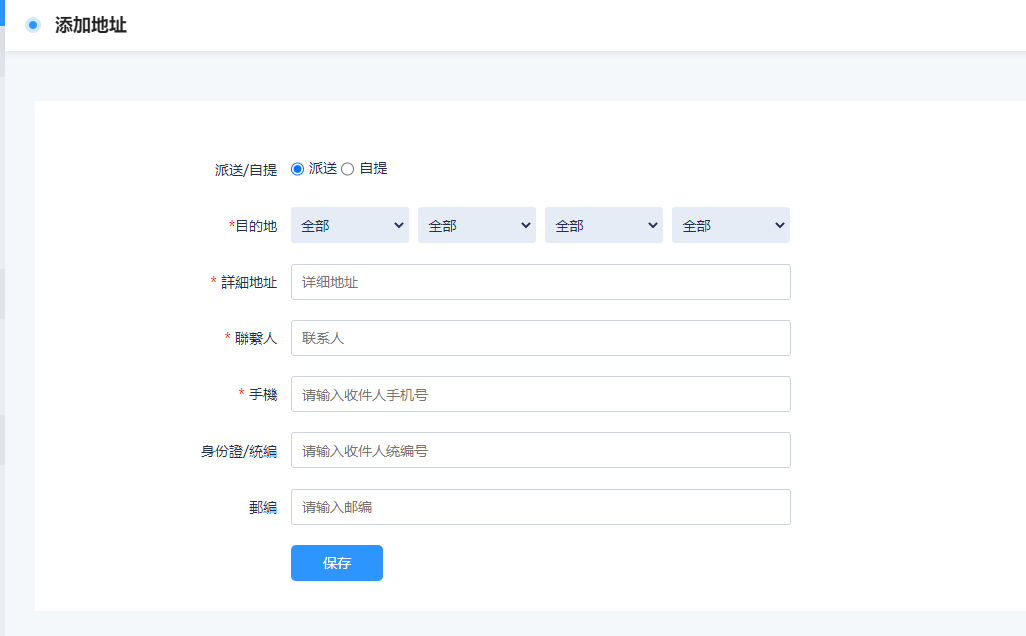 添加地址
派送/自提 派送 自提
*目的地 全部 全部 全部 全部
* 詳細地址 详细地址
* 聯繫人 联系人
* 手機 请输入收件人手机号
身份證/統编 请输入收件人统编号
郵编 请输入邮编
保存